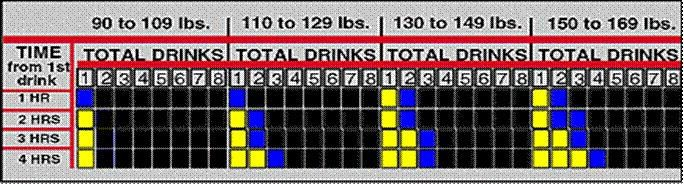 90 to 109 lbs. 110 to 129 lbs. 130 to 149 lbs. 150 to 169 lbs.
TIME from 1st drink
TOTAL DRINKS TOTAL DRINKS TOTAL DRINKS TOTAL DRINKS
1 2 3 4 5 6 7 8 1 2 3 4 5 6 7 8 1 2 3 4 5 6 7 8 1 2 3 4 5 6 7 8
1 HR
2 HRS
3 HRS
4 HRS